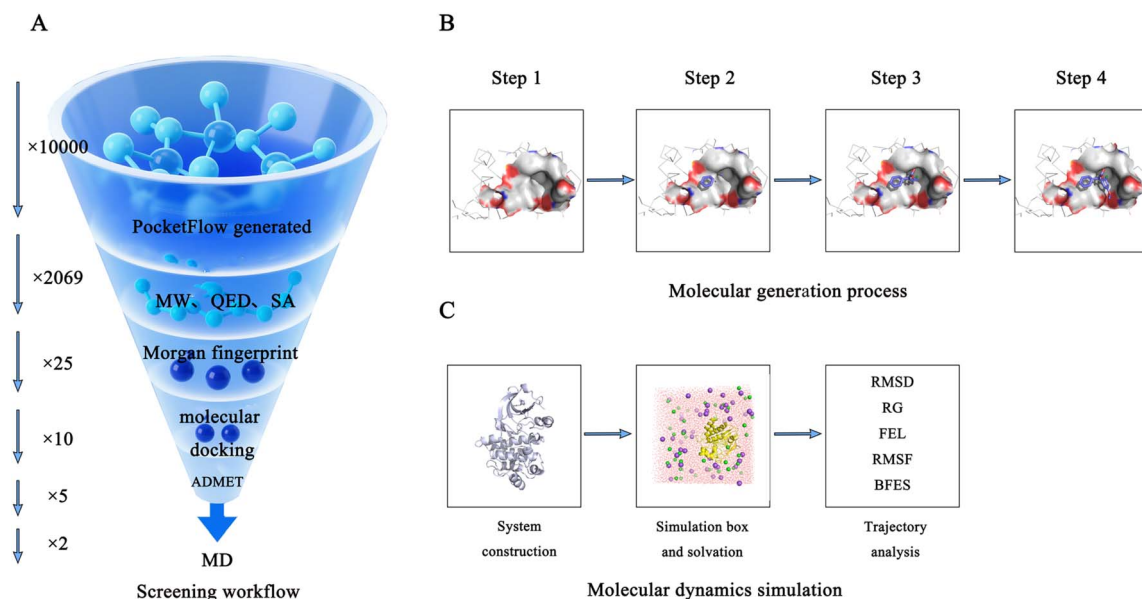 A
×10000
PocketFlow generated
×2069
MW、QED、SA
×25
Morgan fingerprint
×10
molecular
docking
×5
ADMET
×2
MD
Screening workflow
B
Step 1
Step 2
Step 3
Step 4
Molecular generation process
C
RMSD
RG
FEL
RMSF
BFES
System
construction
Simulation box
and solvation
Trajectory
analysis
Molecular dynamics simulation